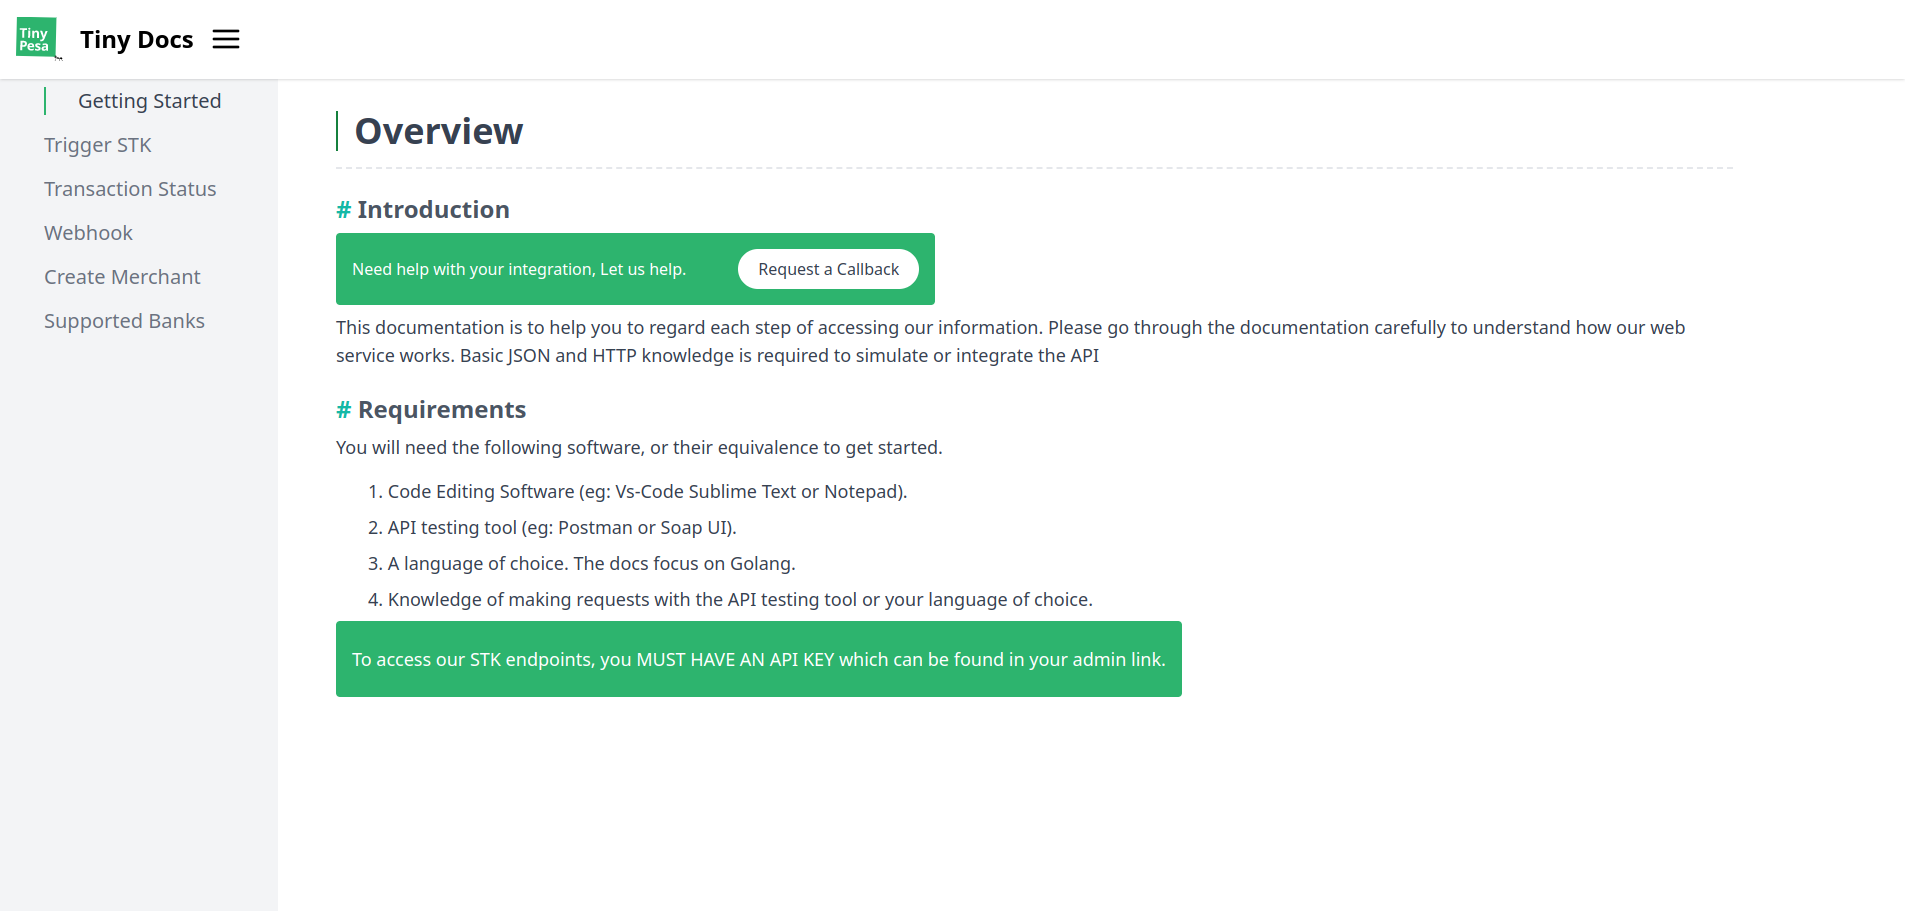 Tiny
Pesa
Tiny Docs
Getting Started
Trigger STK
Transaction Status
Webhook
Create Merchant
Supported Banks
Overview
# Introduction
Need help with your integration, Let us help.
Request a Callback
This documentation is to help you to regard each step of accessing our information. Please go through the documentation carefully to understand how our web
service works. Basic JSON and HTTP knowledge is required to simulate or integrate the API
# Requirements
You will need the following software, or their equivalence to get started.
1. Code Editing Software (eg: Vs-Code Sublime Text or Notepad).
2. API testing tool (eg: Postman or Soap UI).
3. A language of choice. The docs focus on Golang.
4. Knowledge of making requests with the API testing tool or your language of choice.
To access our STK endpoints, you MUST HAVE AN API KEY which can be found in your admin link.